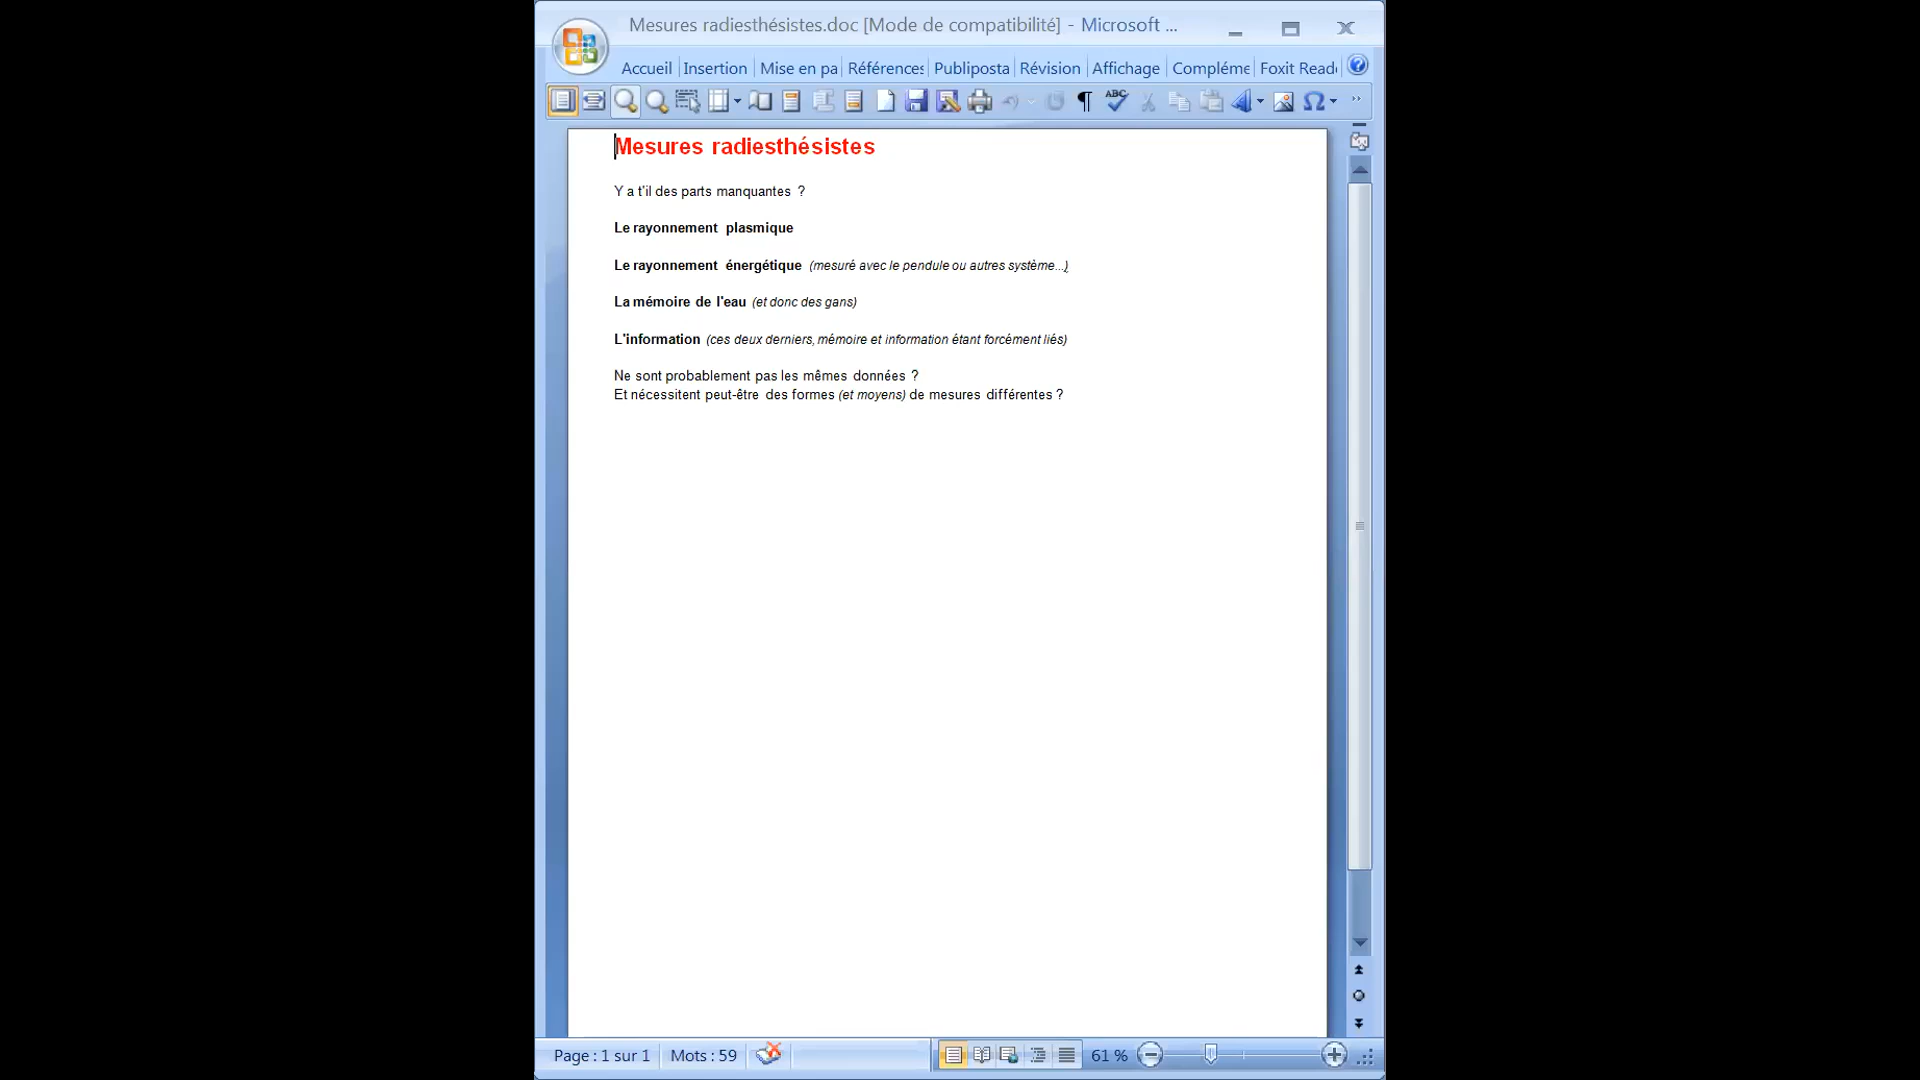 Mesures radiesthésistes.doc [Mode de compatibilité] - Microsoft ...
Accueil Insertion Mise en pa Références Publiposta Révision Affichage Compléme Foxit Read
ABC
Mesures radiesthésistes
Y a t'il des parts manquantes ?
Le rayonnement plasmique
Le rayonnement énergétique (mesuré avec le pendule ou autres système...)
La mémoire de l'eau (et donc des gans)
L'information (ces deux derniers, mémoire et information étant forcément liés)
Ne sont probablement pas les mêmes données ?
Et nécessitent peut-être des formes (et moyens) de mesures différentes ?
Page : 1 sur 1 Mots : 59 61 %